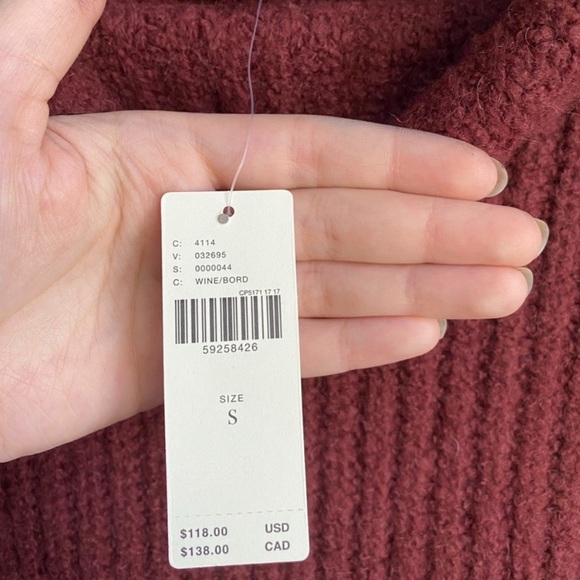 C: 4114
V: 032695
S: 0000044
C: WINE/BORD
CP5171 17 17
59258426
SIZE
S
$118.00 USD
$138.00 CAD